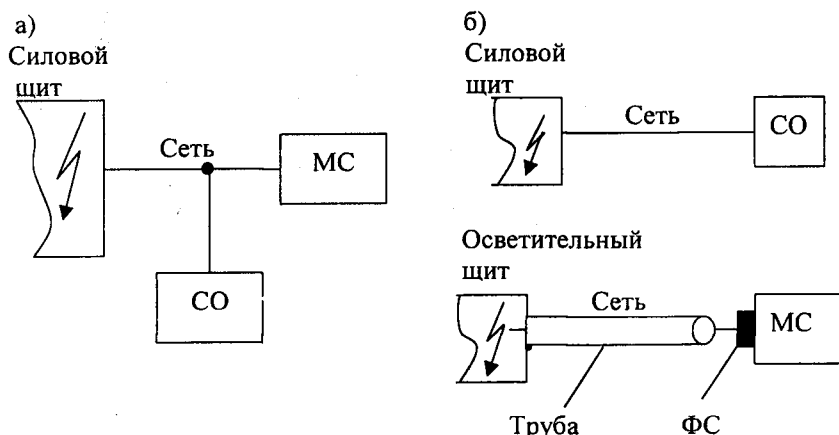 а)
Силовой
щит
Сеть
МС
СО
б)
Силовой
щит
Сеть
СО
Осветительный
щит
Сеть
МС
Труба
ФС